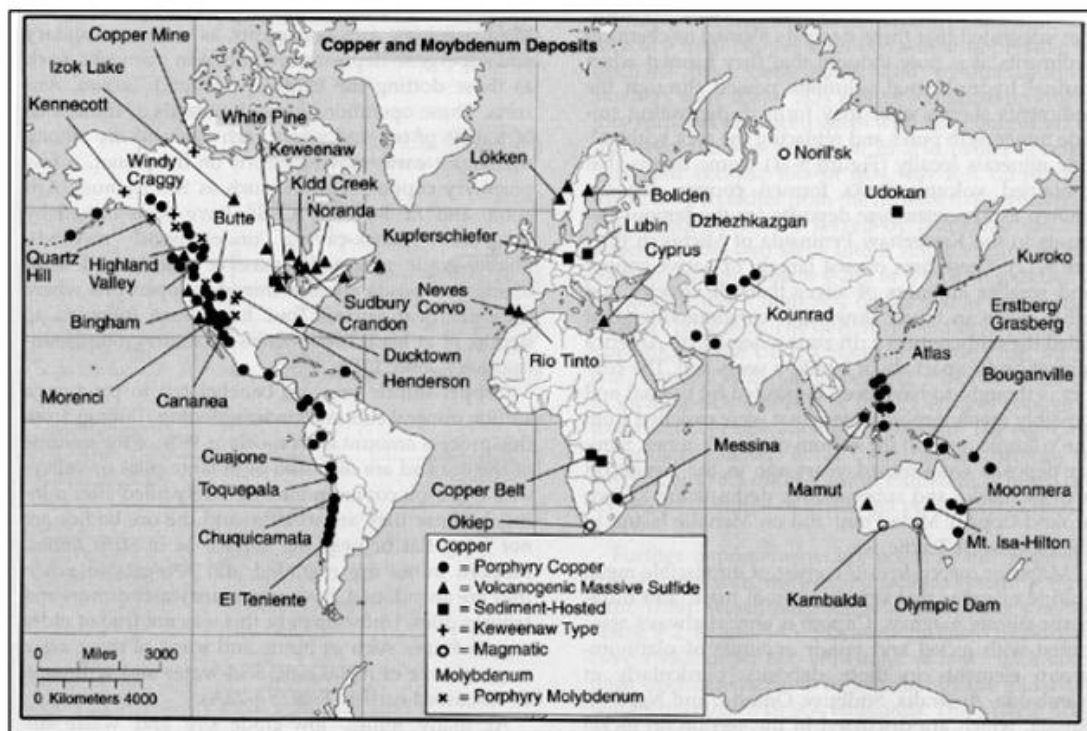 Copper and Moybdenum Deposits
Copper Mine
Izok Lake
Kennecott
White Pine
Keweenaw
Windy
Craggy
Kidd Creek
Butte
Noranda
Quartz
Hill
Highland
Valley
Bingham
Sudbury
Crandon
Ducktown
Henderson
Morenci
Cananea
Cuajone
Toquepala
Chuquicamata
El Teniente
Lökken
Boliden
Kupferschiefer
Lubin
Cyprus
Neves
Corvo
Rio Tinto
Dzhezkazgan
Kounrad
Noril'sk
Udokan
Kuroko
Erstberg/
Grasberg
Atlas
Bouganville
Copper Belt
Messina
Okiep
Mamut
Moonmera
Mt. Isa-Hilton
Kambalda
Olympic Dam
Copper
● = Porphyry Copper
▲ = Volcanogenic Massive Sulfide
■ = Sediment-Hosted
+ = Keweenaw Type
o = Magmatic
Molybdenum
× = Porphyry Molybdenum
0 Miles 3000
0 Kilometers 4000